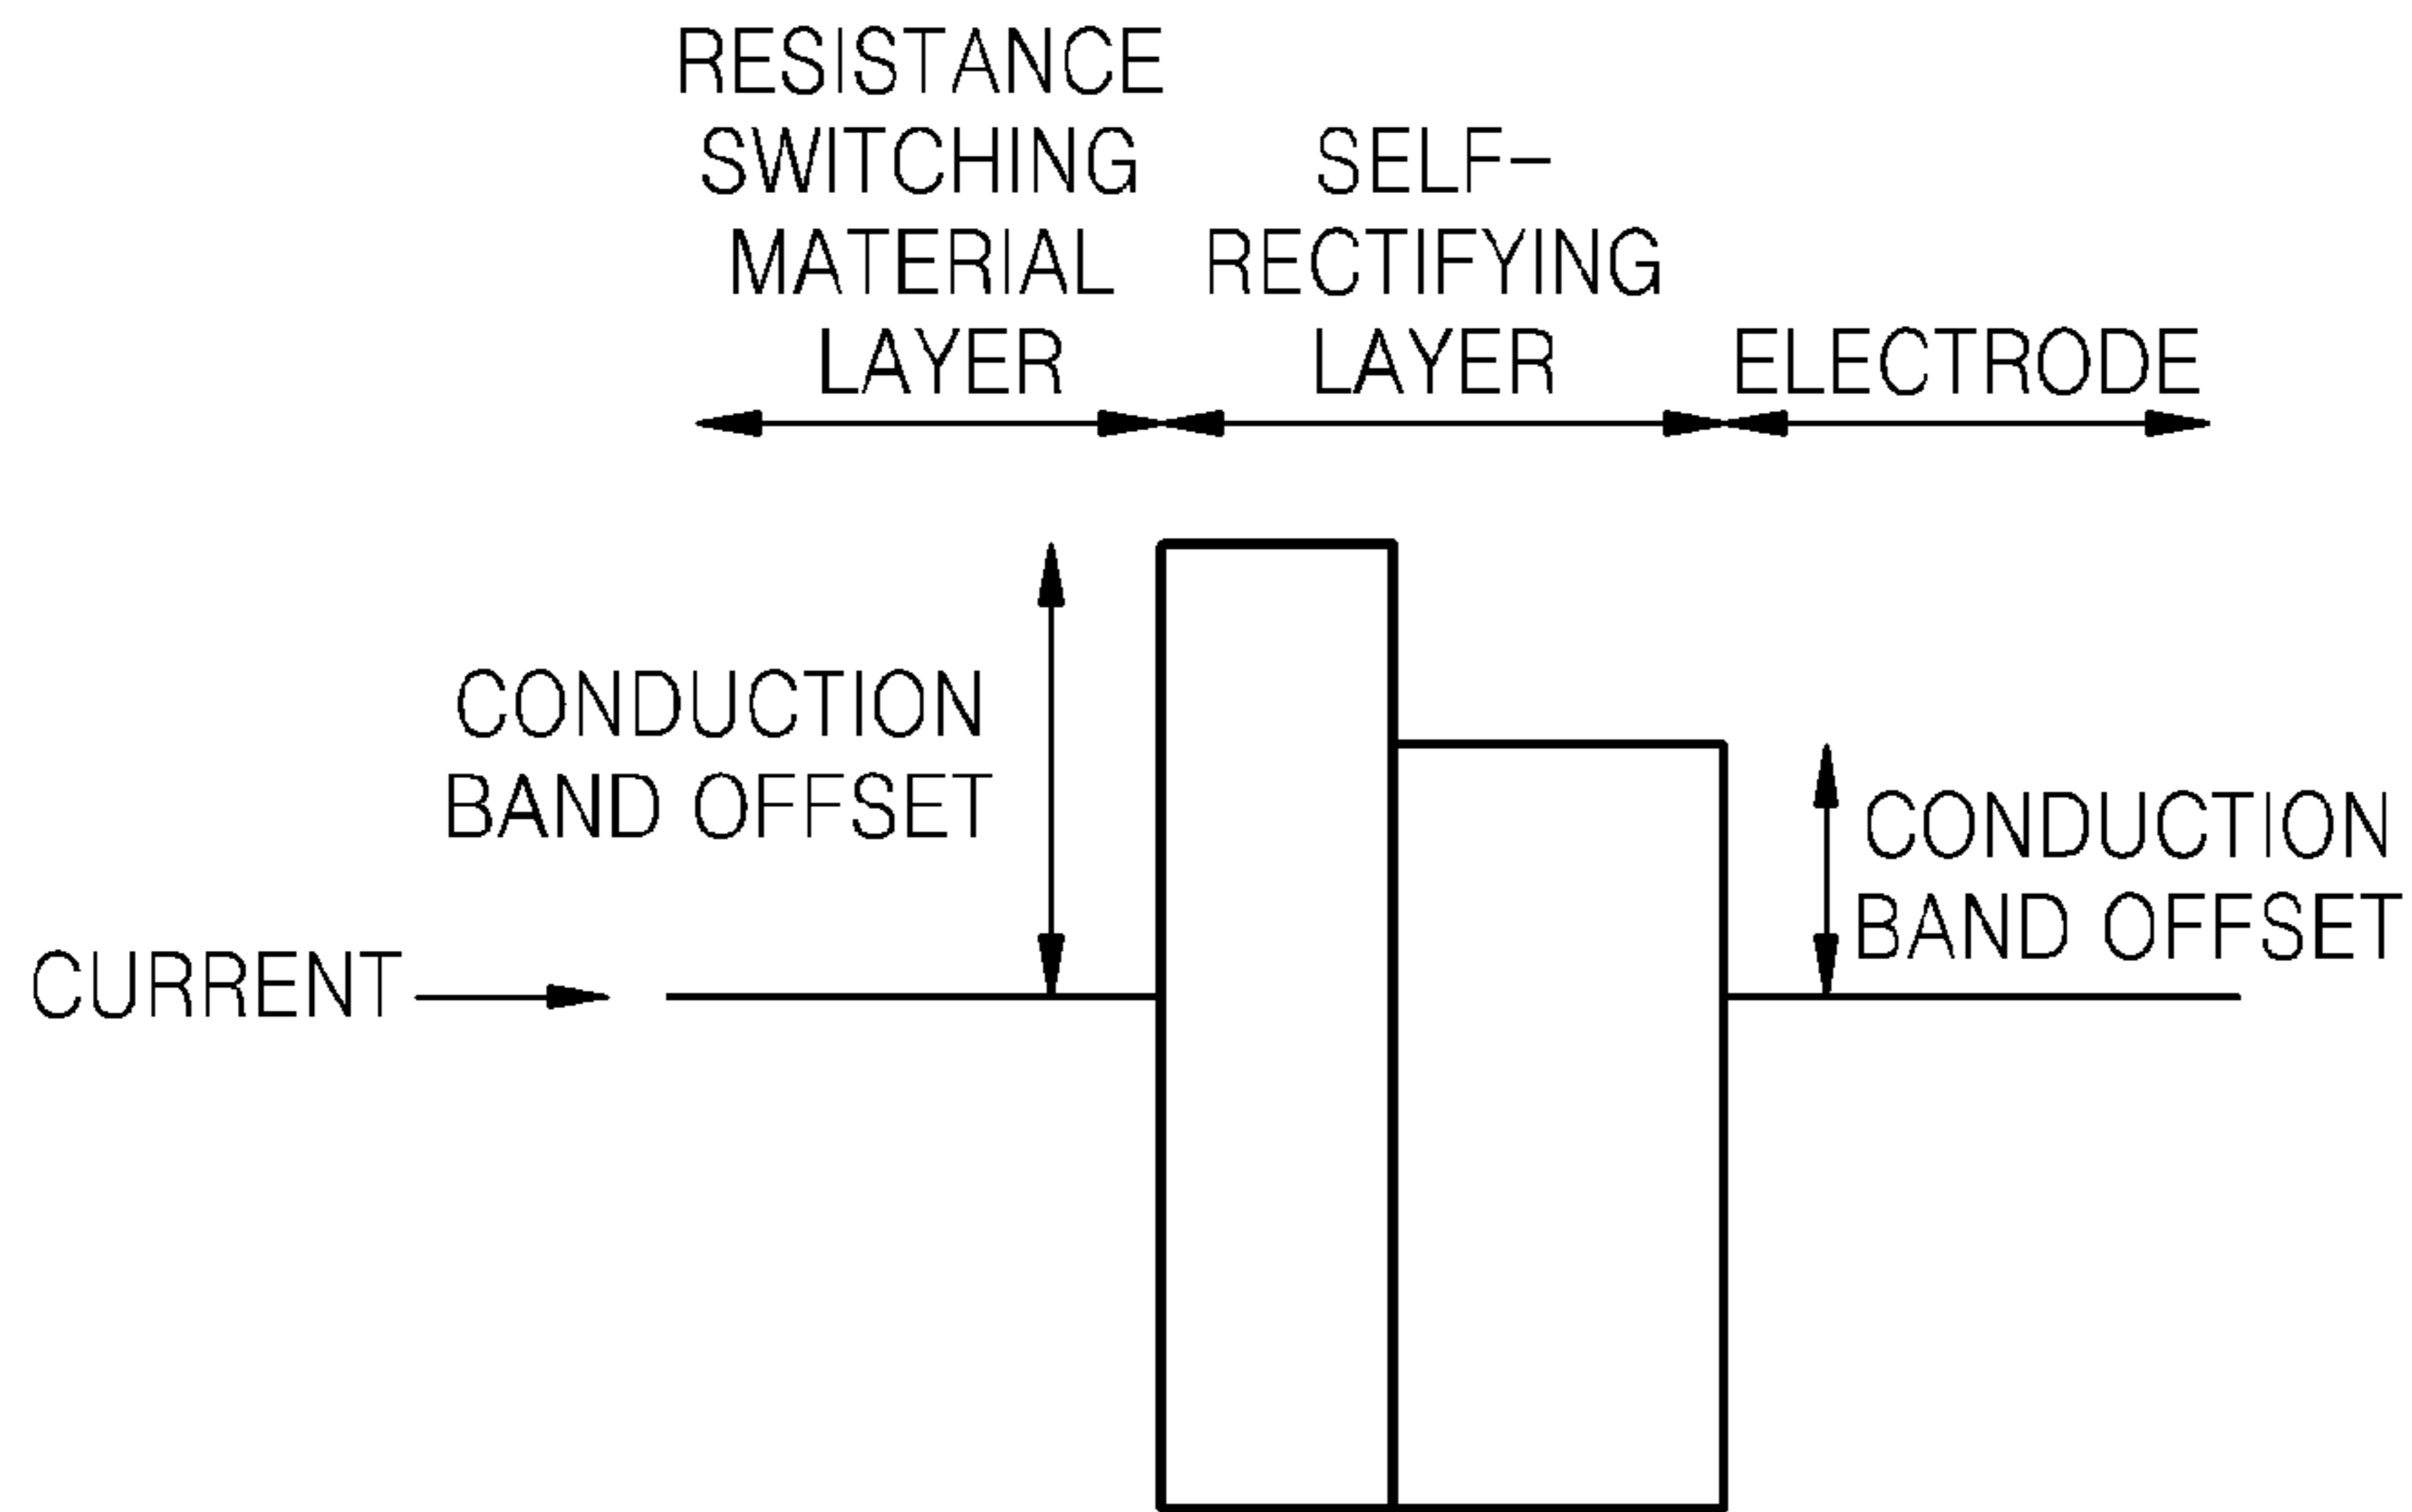 RESISTANCE
SWITCHING
MATERIAL
LAYER
SELF-
RECTIFYING
LAYER
ELECTRODE
CONDUCTION
BAND OFFSET
CONDUCTION
BAND OFFSET
CURRENT